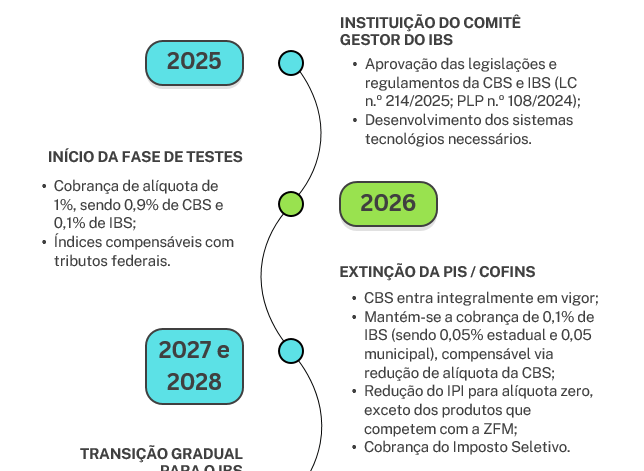 2025
INSTITUIÇÃO DO COMITÊ
GESTOR DO IBS
• Aprovação das legislações e
regulamentos da CBS e IBS (LC
n.º 214/2025; PLP n.º 108/2024);
• Desenvolvimento dos sistemas
tecnológios necessários.
2026
INÍCIO DA FASE DE TESTES
• Cobrança de alíquota de
1%, sendo 0,9% de CBS e
0,1% de IBS;
• Índices compensáveis com
tributos federais.
2027 e
2028
EXTINÇÃO DA PIS / COFINS
• CBS entra integralmente em vigor;
• Mantém-se a cobrança de 0,1% de
IBS (sendo 0,05% estadual e 0,05
municipal), compensável via
redução de alíquota da CBS;
• Redução do IPI para alíquota zero,
exceto dos produtos que
competem com a ZFM;
• Cobrança do Imposto Seletivo.
TRANSIÇÃO GRADUAL
PARA O IBS